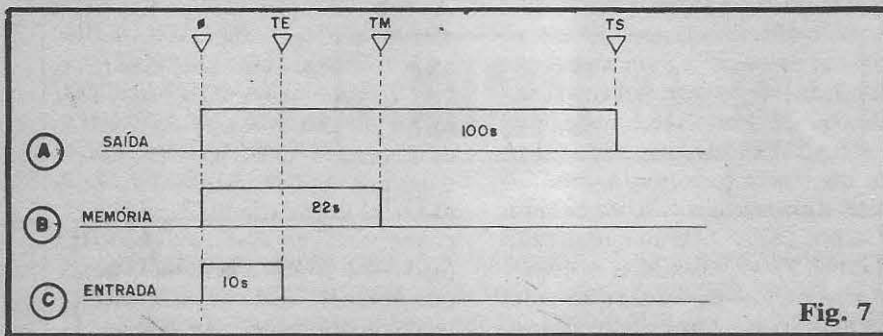 ø TE TM TS
A SAÍDA 100s
B MEMÓRIA 22s
C ENTRADA 10s
Fig. 7